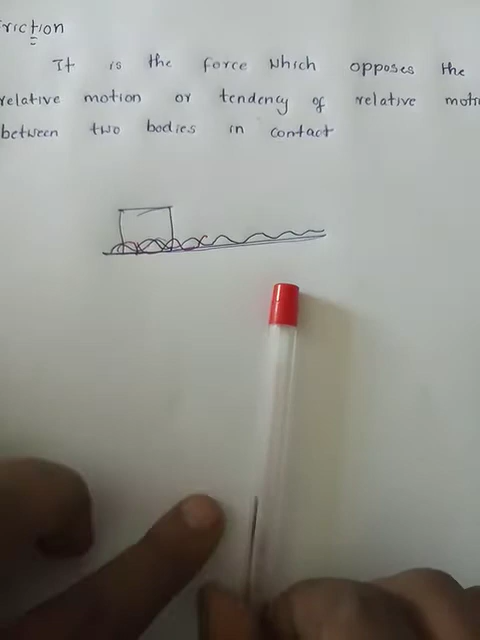 riction
It is the force which opposes the
relative motion or tendency of relative moti
between two bodies in contact